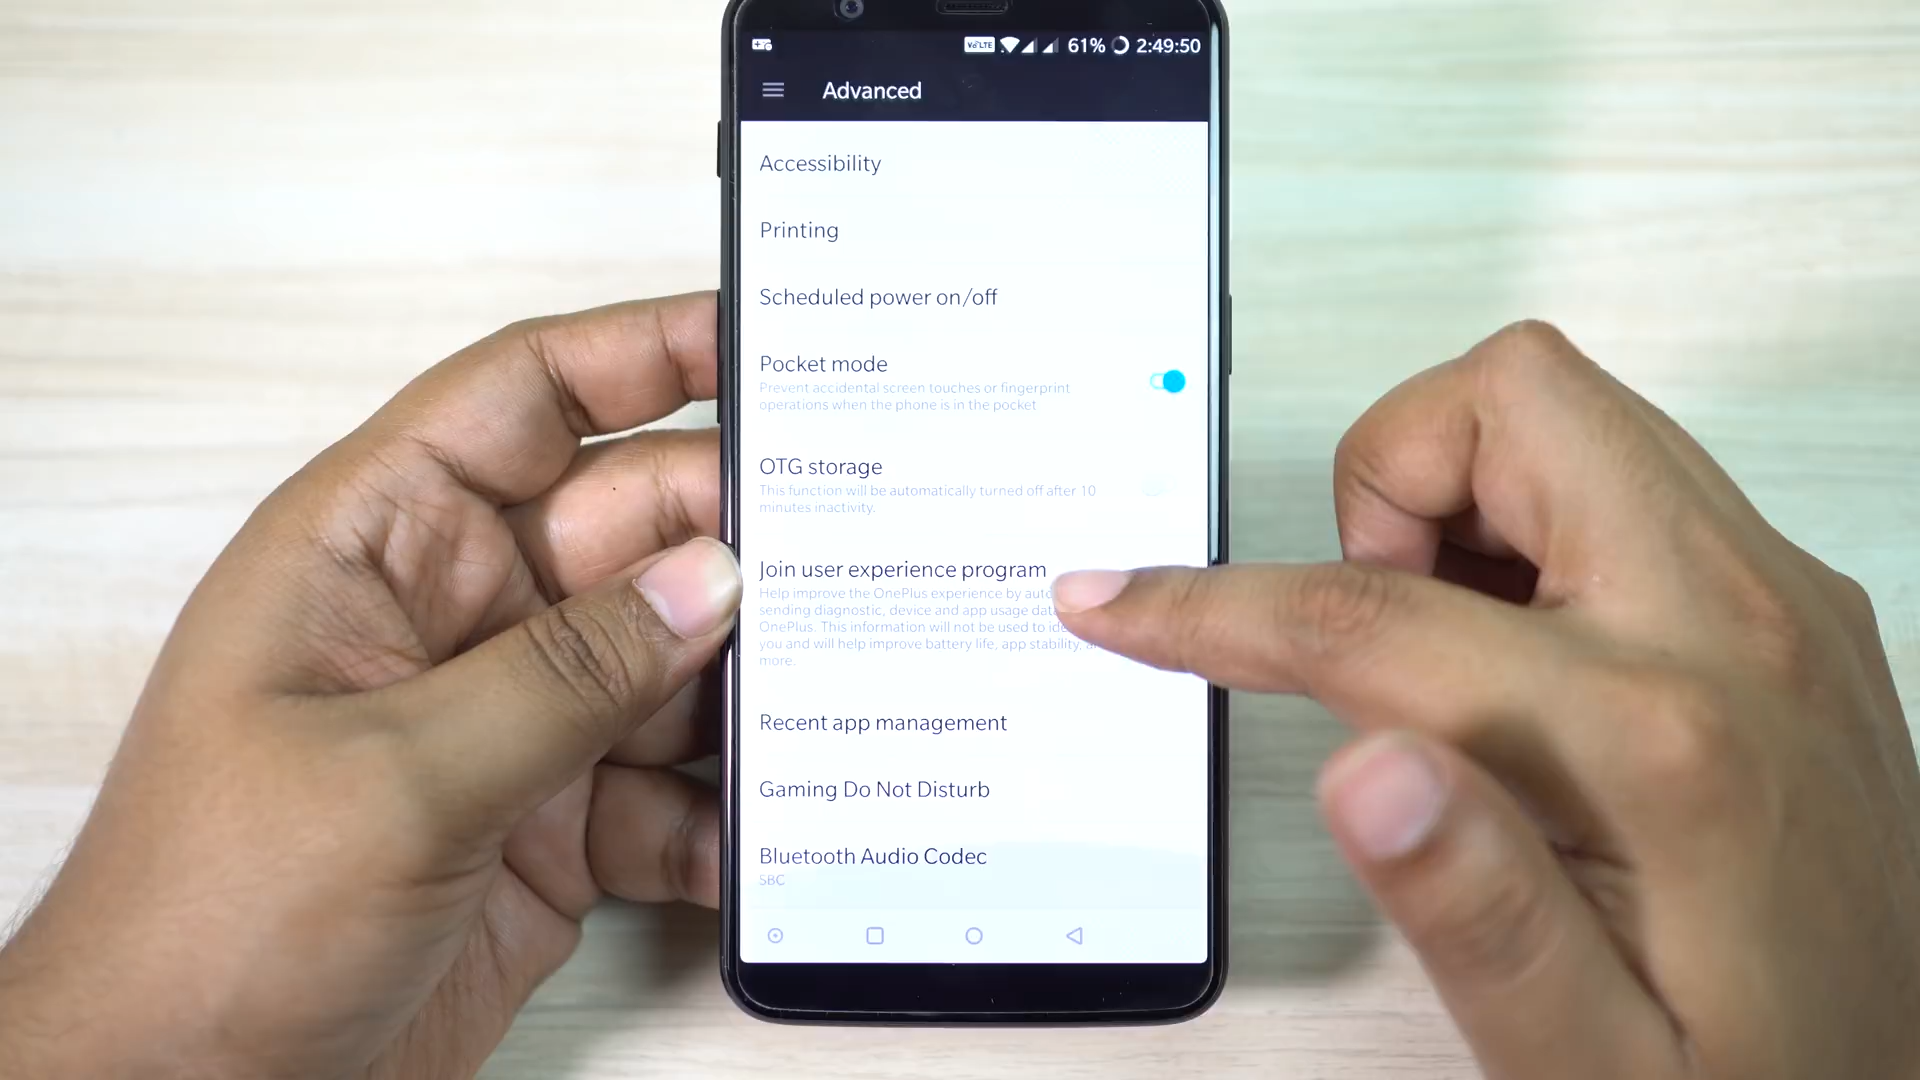 VoLTE 61% 2:49:50
Advanced
Accessibility
Printing
Scheduled power on/off
Pocket mode
Prevent accidental screen touches or fingerprint
operations when the phone is in the pocket
OTG storage
This function will be automatically turned off after 10
minutes inactivity.
Join user experience program
Help improve the OnePlus experience by
sending diagnostic, device and app usage
OnePlus. This information will not be used to
you and will help improve battery life, app stability,
more.
Recent app management
Gaming Do Not Disturb
Bluetooth Audio Codec
SBC